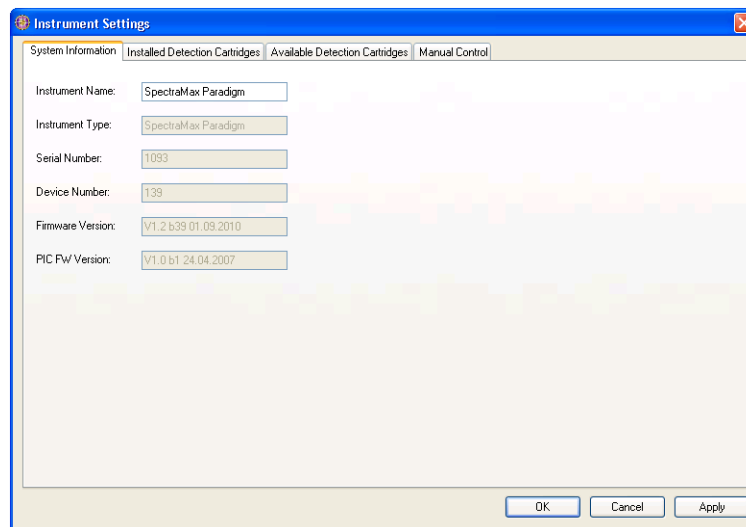 Instrument Settings
System Information Installed Detection Cartridges Available Detection Cartridges Manual Control
Instrument Name: SpectraMax Paradigm
Instrument Type: SpectraMax Paradigm
Serial Number: 1093
Device Number: 139
Firmware Version: V1.2 b39 01.09.2010
PIC FW Version: V1.0 b1 24.04.2007
OK Cancel Apply